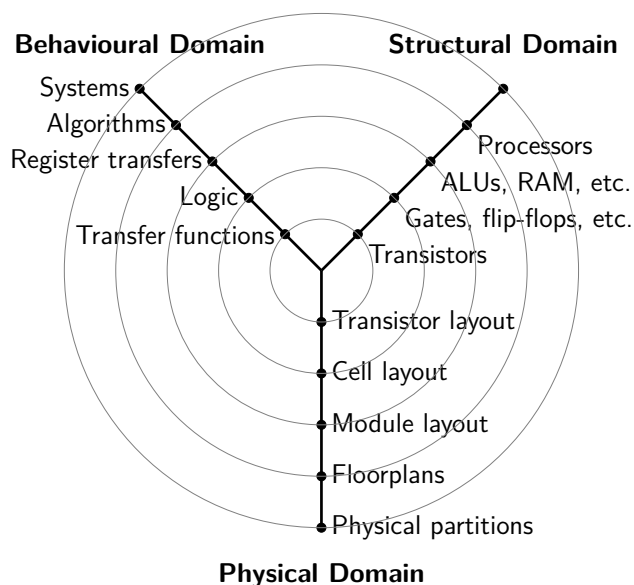 Behavioural Domain
Structural Domain
Systems
Algorithms
Register transfers
Logic
Transfer functions
Processors
ALUs, RAM, etc.
Gates, flip-flops, etc.
Transistors
Transistor layout
Cell layout
Module layout
Floorplans
Physical partitions
Physical Domain